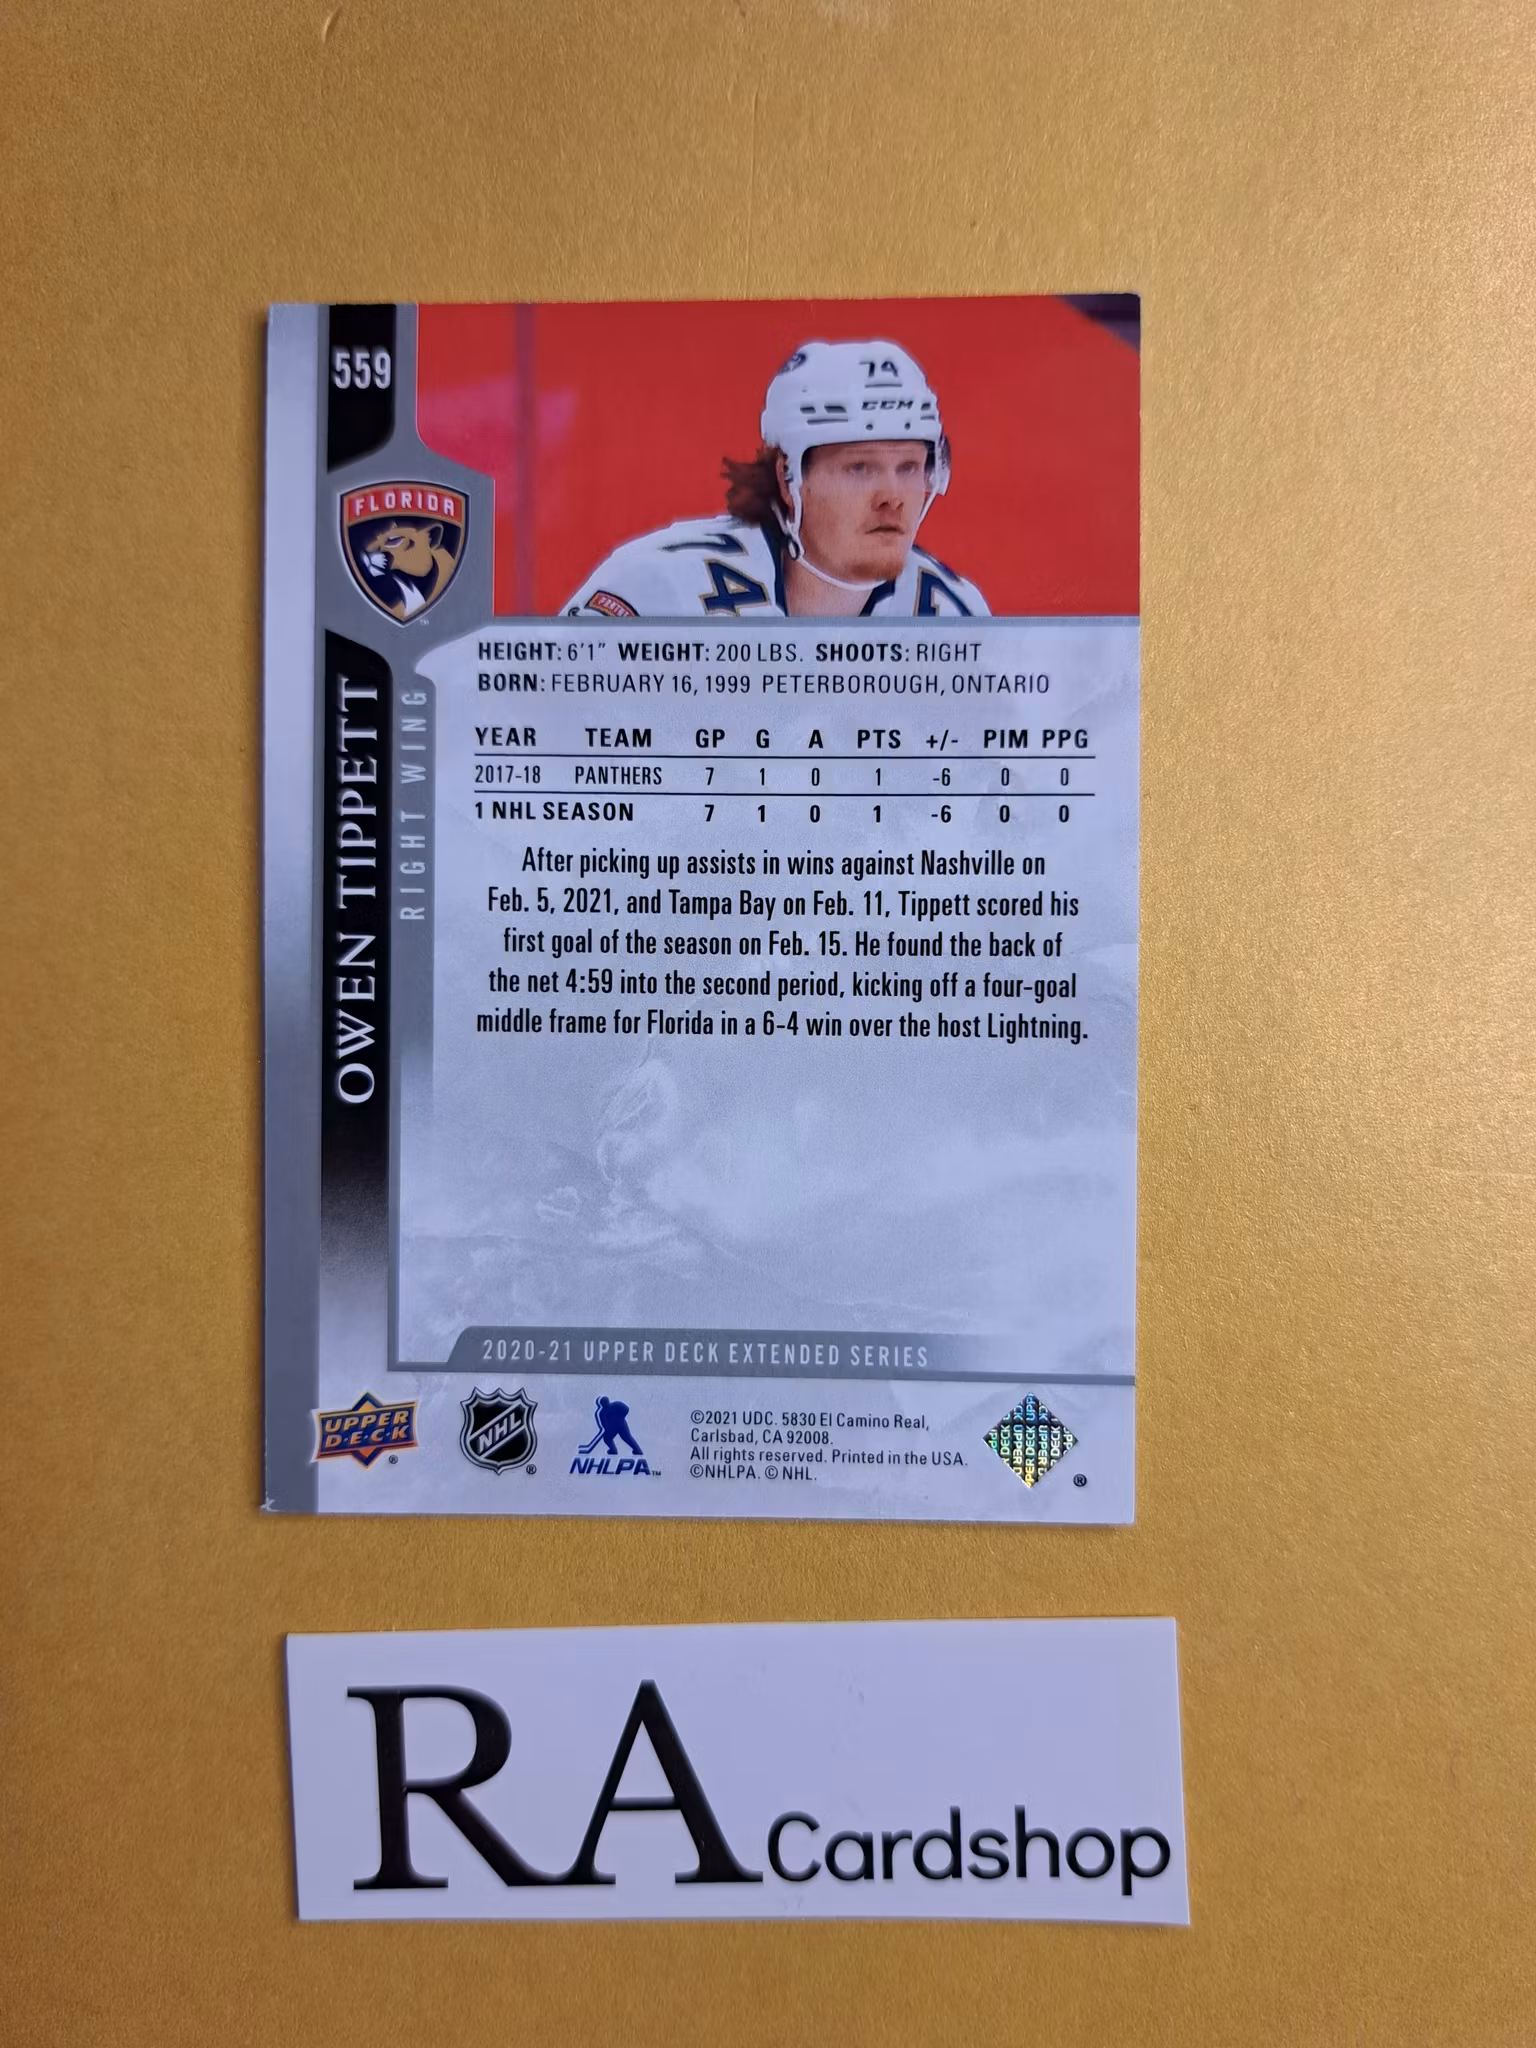 559
74
CCM
FLORIDA
74
OWEN TIPPETT
RIGHT WING
HEIGHT: 6'1" WEIGHT: 200 LBS. SHOOTS: RIGHT
BORN: FEBRUARY 16, 1999 PETERBOROUGH, ONTARIO
YEAR TEAM GP G A PTS +/- PIM PPG
2017-18 PANTHERS 7 1 0 1 -6 0 0
1 NHL SEASON 7 1 0 1 -6 0 0
After picking up assists in wins against Nashville on
Feb. 5, 2021, and Tampa Bay on Feb. 11, Tippett scored his
first goal of the season on Feb. 15. He found the back of
the net 4:59 into the second period, kicking off a four-goal
middle frame for Florida in a 6-4 win over the host Lightning.
2020-21 UPPER DECK EXTENDED SERIES
UPPER
D·E·C·K
®
NHL
®
NHLPA™
©2021 UDC. 5830 El Camino Real,
Carlsbad, CA 92008.
All rights reserved. Printed in the USA.
©NHLPA. © NHL.
UPPER DECK
®
RA Cardshop